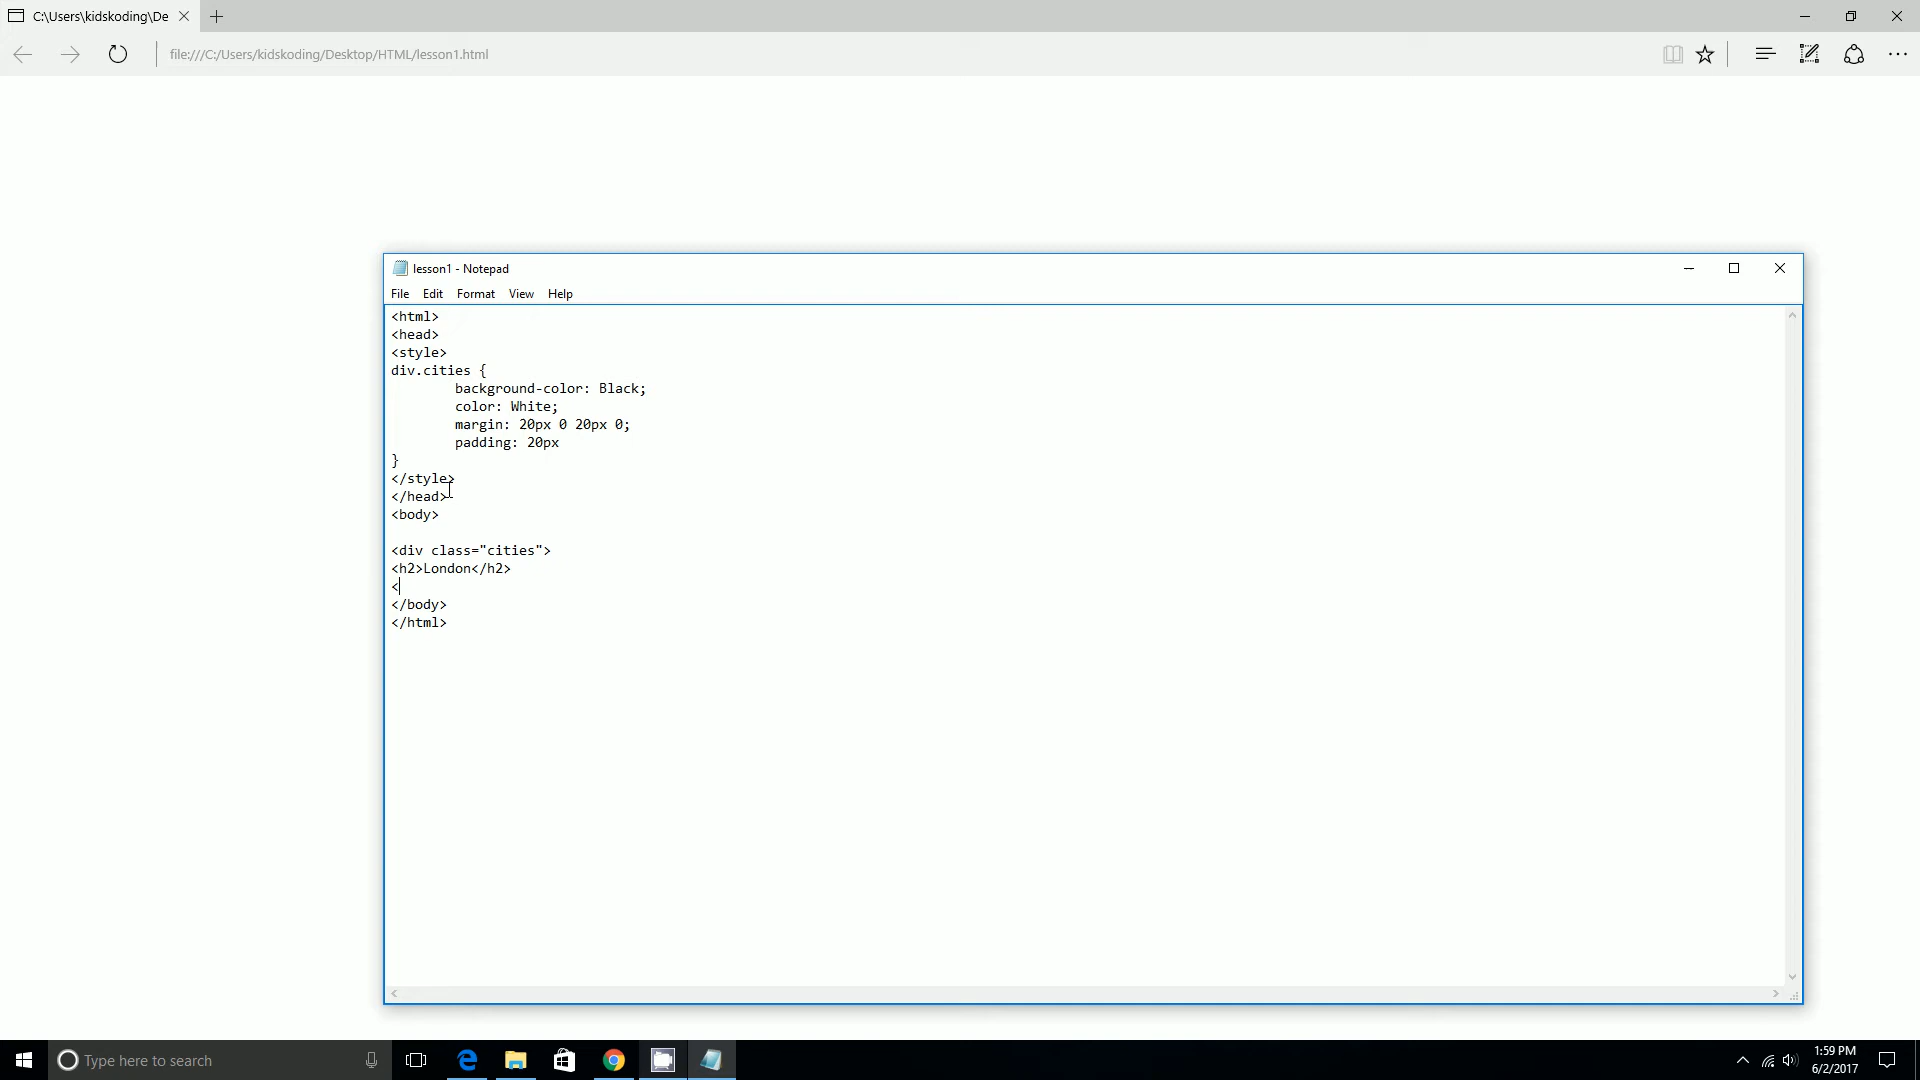 C:\Users\kidskoding\De
file:///C:/Users/kidskoding/Desktop/HTML/lesson1.html
lesson1 - Notepad
File Edit Format View Help
<html>
<head>
<style>
div.cities {
background-color: Black;
color: White;
margin: 20px 0 20px 0;
padding: 20px
}
</style>
</head>
<body>
<div class="cities">
<h2>London</h2>
<
</body>
</html>
Type here to search
1:59 PM
6/2/2017